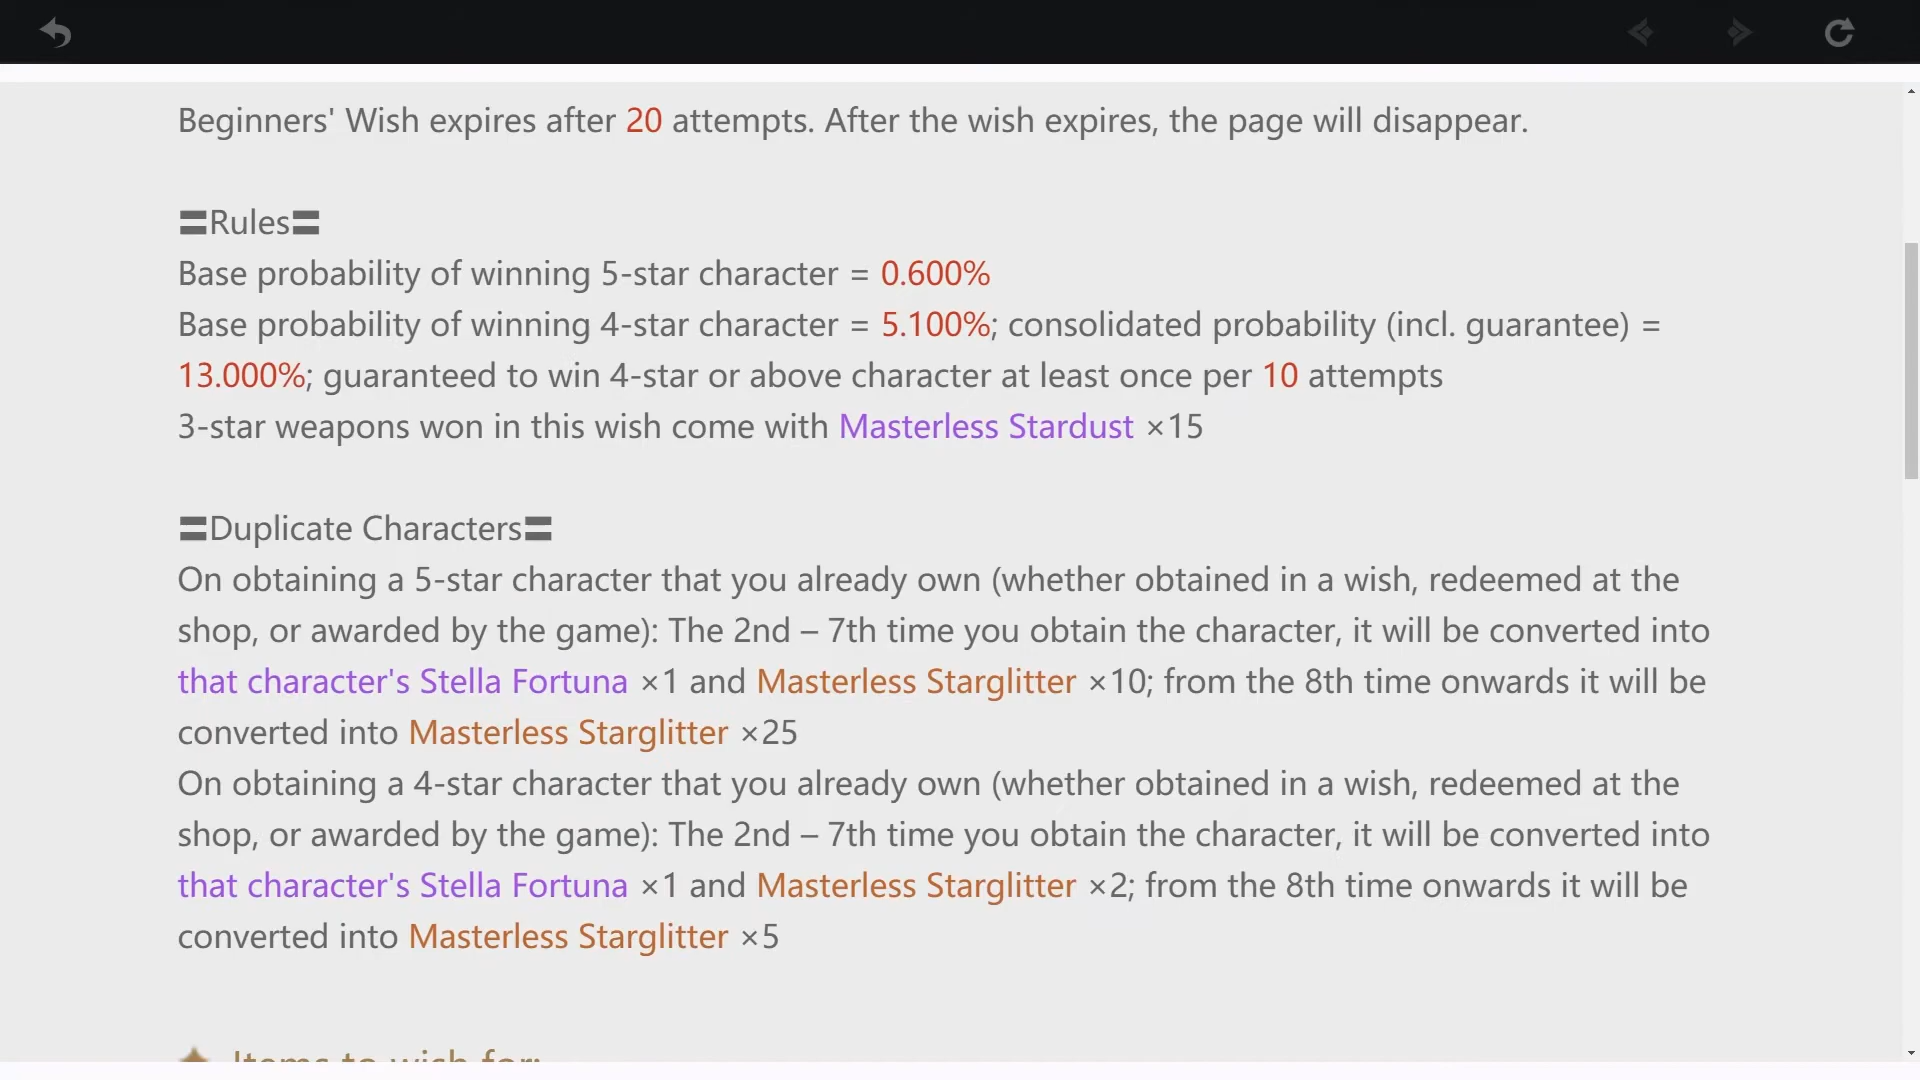 Beginners' Wish expires after 20 attempts. After the wish expires, the page will disappear.
〓Rules〓
Base probability of winning 5-star character = 0.600%
Base probability of winning 4-star character = 5.100%; consolidated probability (incl. guarantee) =
13.000%; guaranteed to win 4-star or above character at least once per 10 attempts
3-star weapons won in this wish come with Masterless Stardust ×15
〓Duplicate Characters〓
On obtaining a 5-star character that you already own (whether obtained in a wish, redeemed at the
shop, or awarded by the game): The 2nd – 7th time you obtain the character, it will be converted into
that character's Stella Fortuna ×1 and Masterless Starglitter ×10; from the 8th time onwards it will be
converted into Masterless Starglitter ×25
On obtaining a 4-star character that you already own (whether obtained in a wish, redeemed at the
shop, or awarded by the game): The 2nd – 7th time you obtain the character, it will be converted into
that character's Stella Fortuna ×1 and Masterless Starglitter ×2; from the 8th time onwards it will be
converted into Masterless Starglitter ×5
Items to wish for: